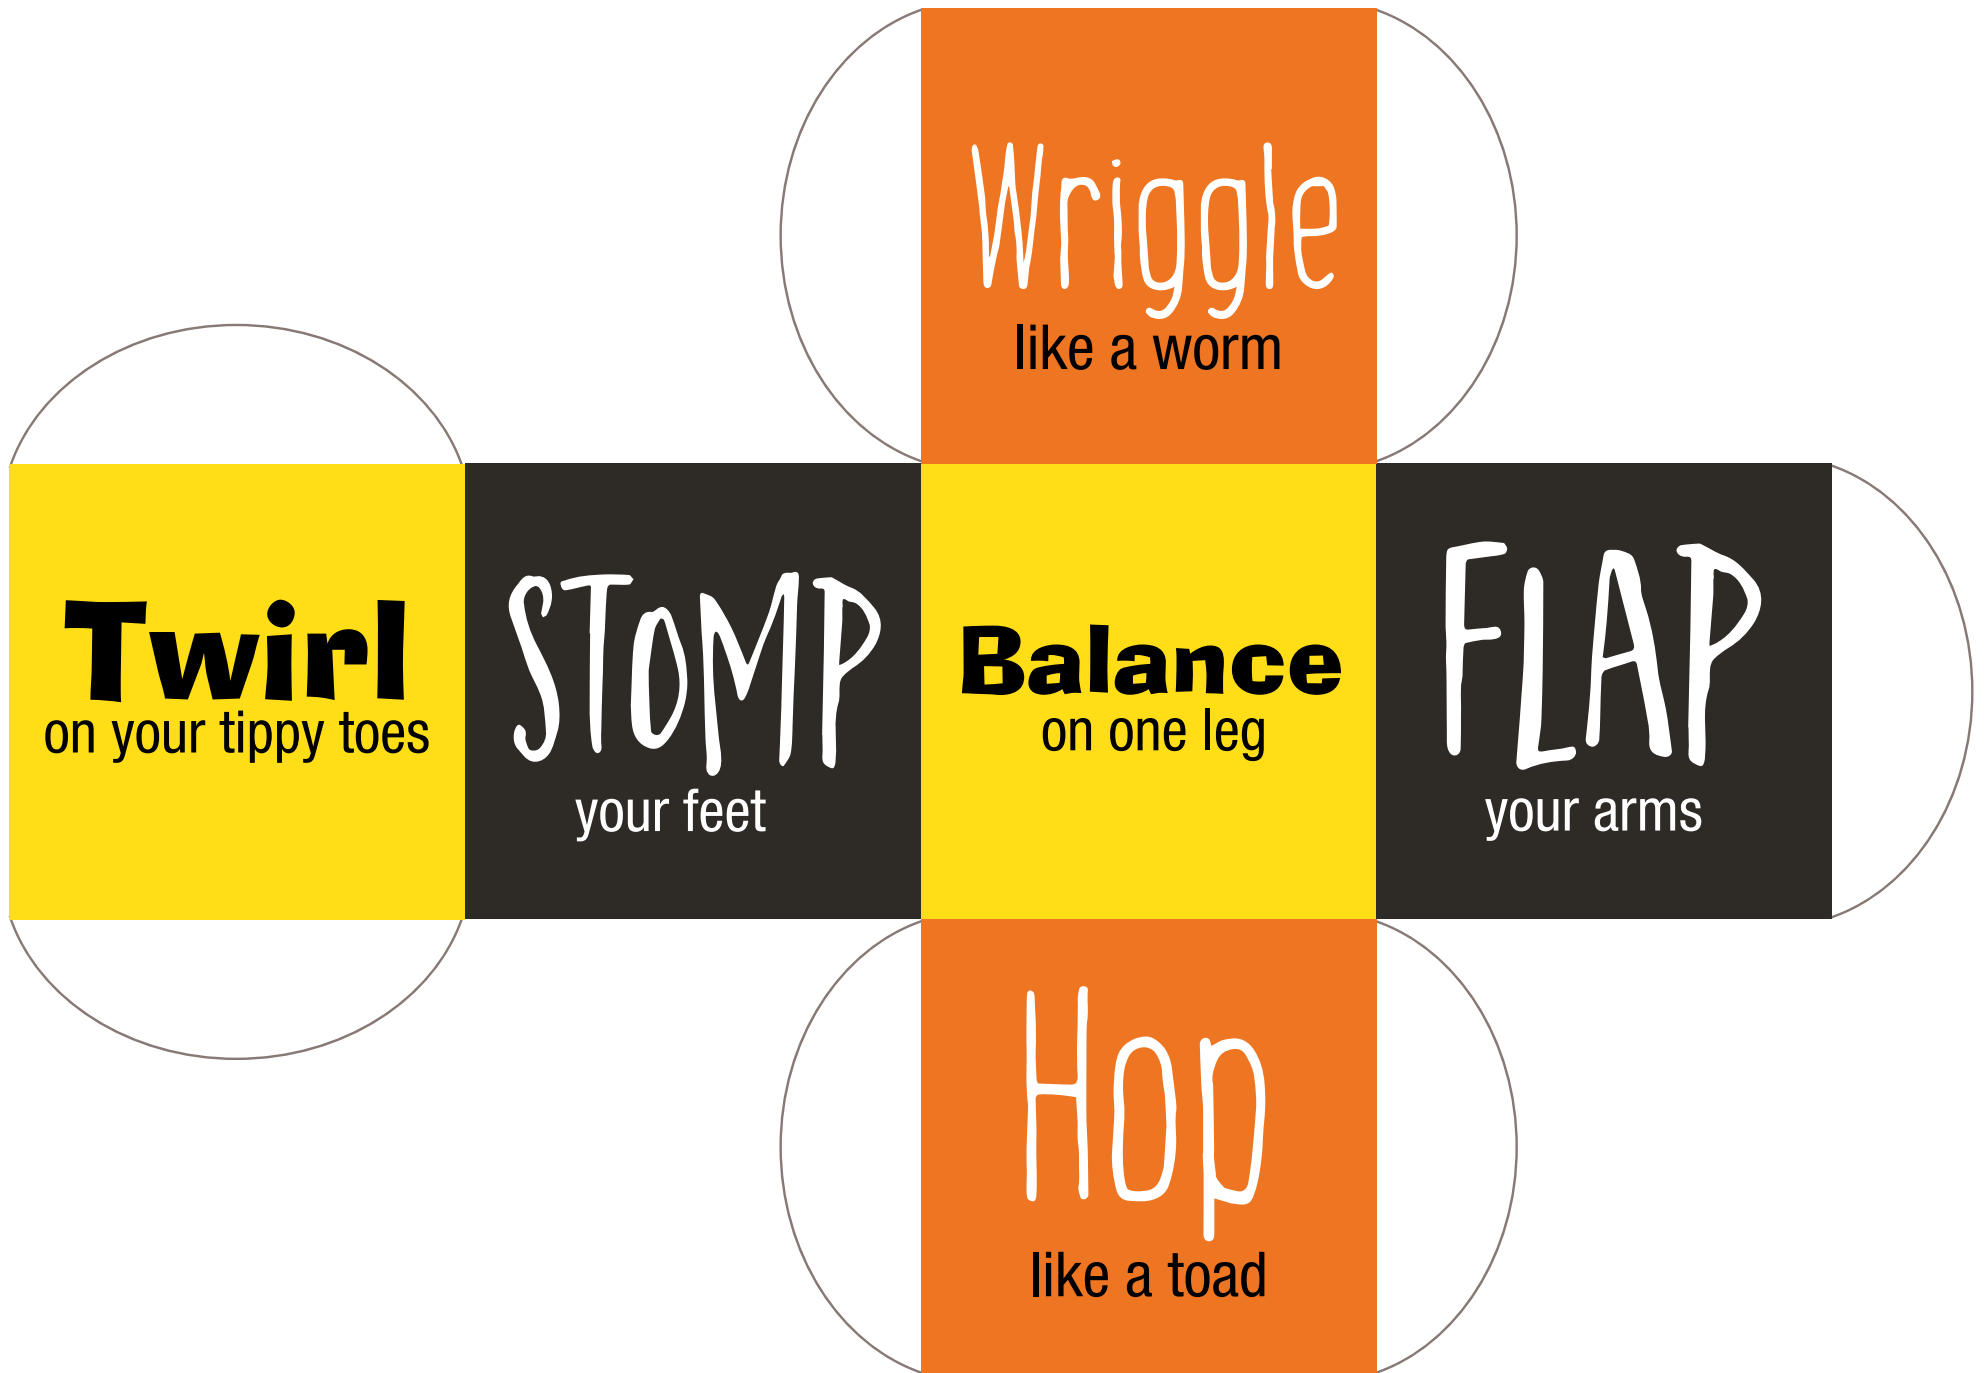 Wriggle
like a worm
Twirl
on your tippy toes
STOMP
your feet
Balance
on one leg
FLAP
your arms
Hop
like a toad